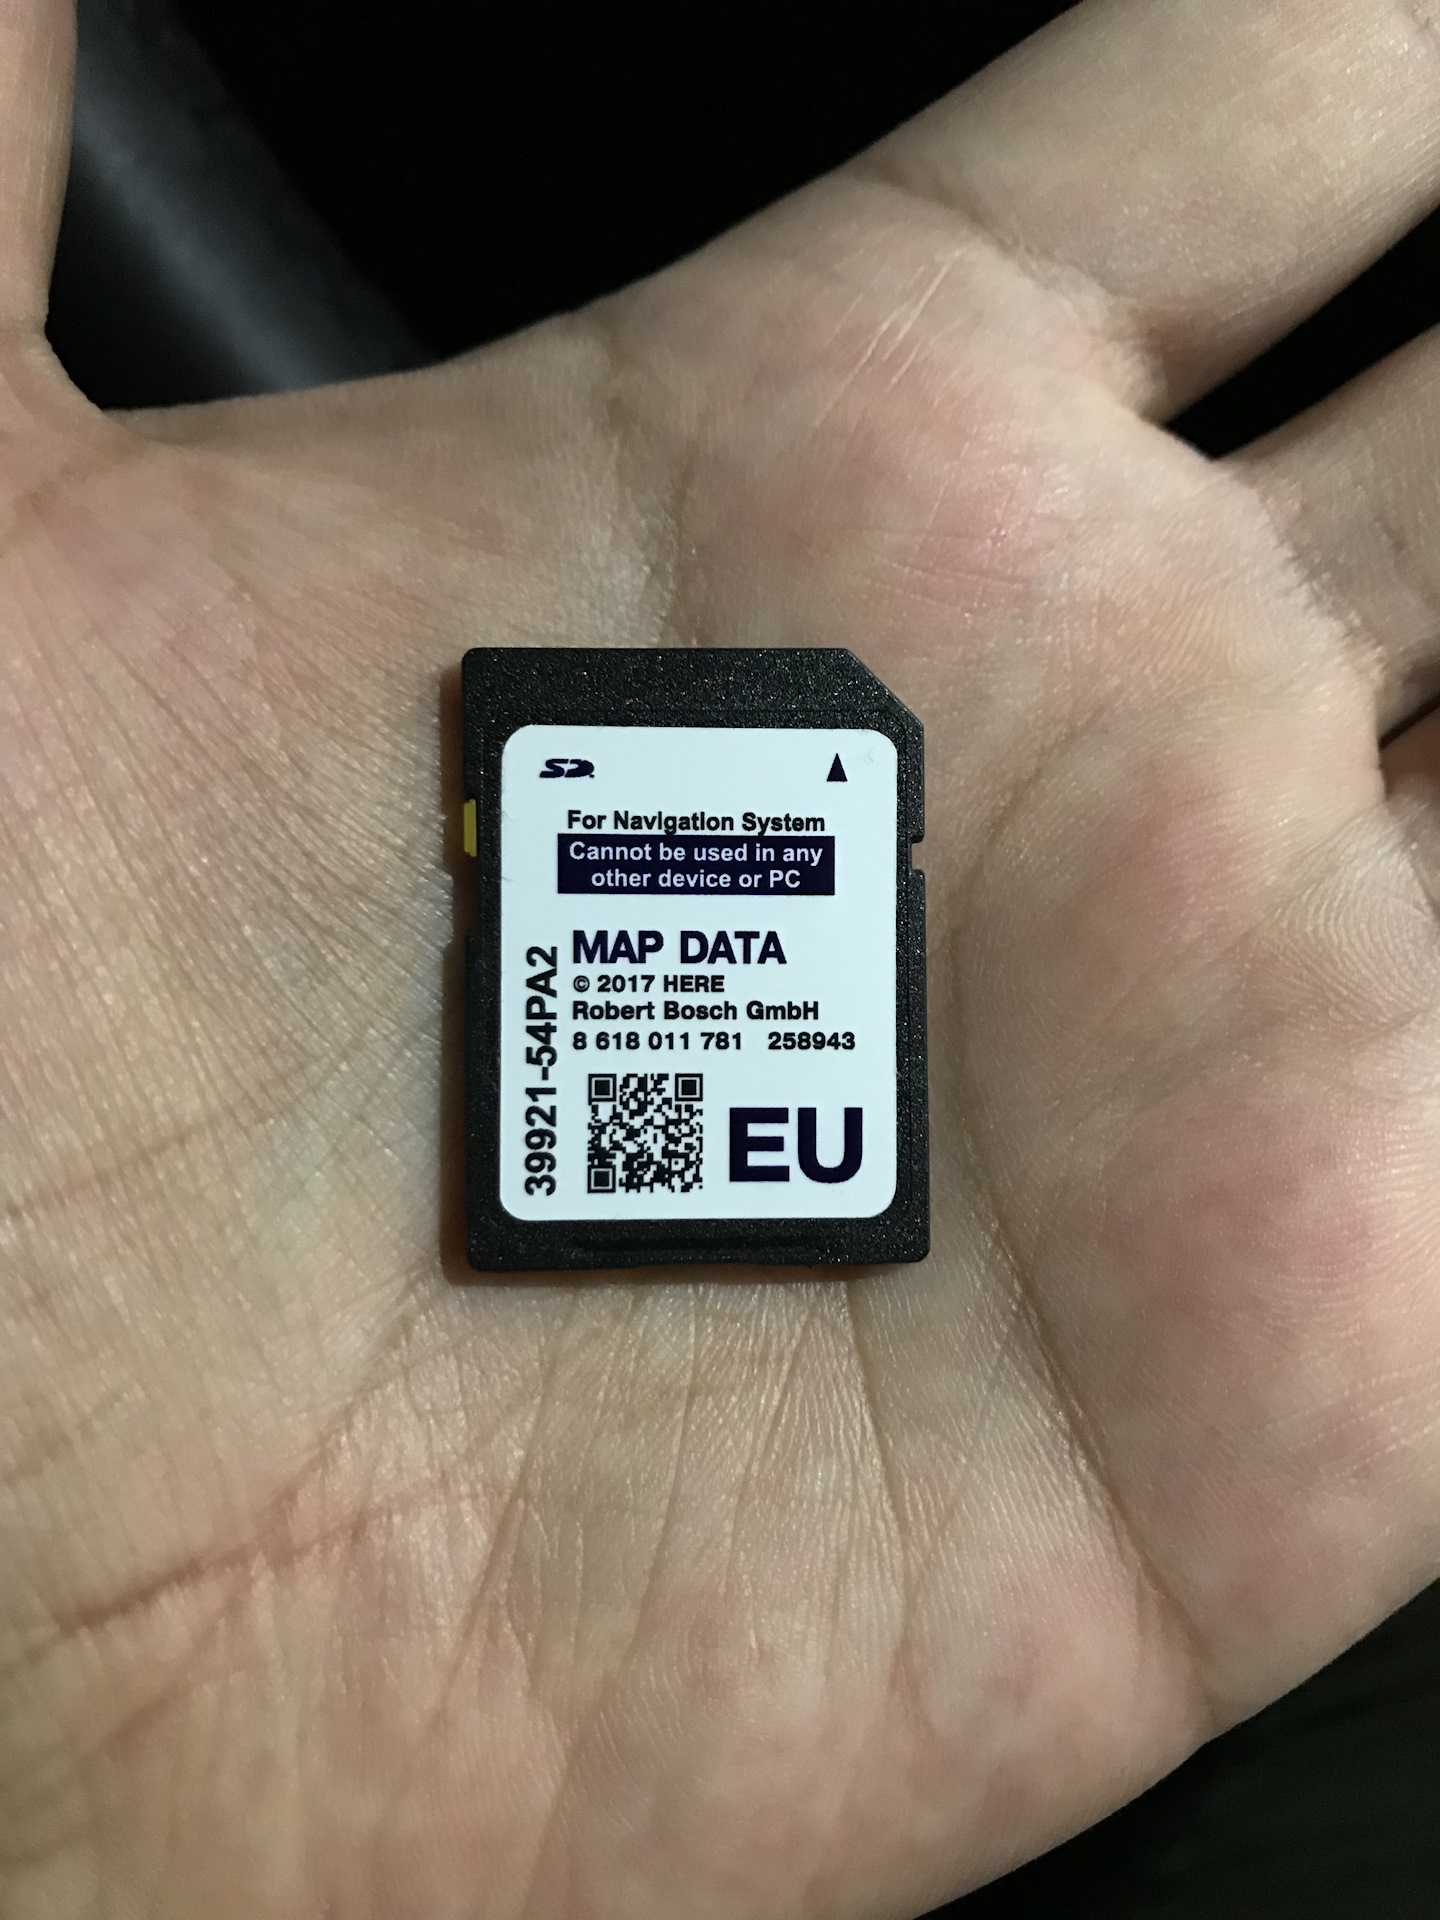 SD
For Navigation System
Cannot be used in any
other device or PC
MAP DATA
© 2017 HERE
Robert Bosch GmbH
8 618 011 781 258943
39921-54PA2
EU